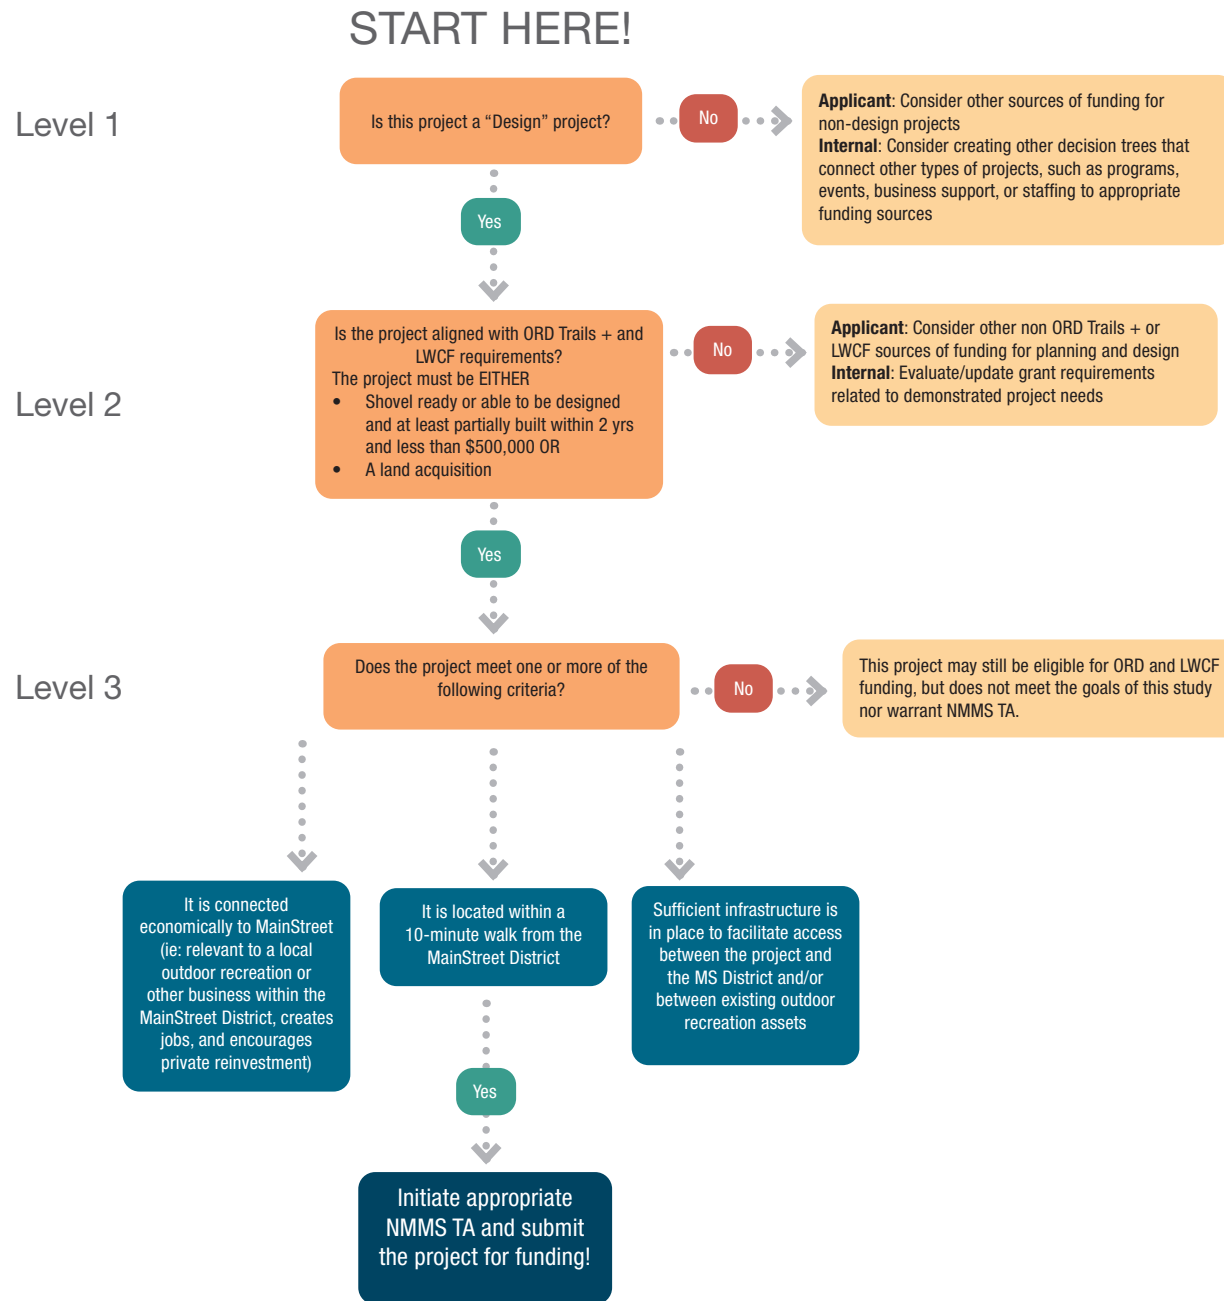 START HERE!
Level 1
Is this project a “Design” project?
No
Applicant: Consider other sources of funding for
non-design projects
Internal: Consider creating other decision trees that
connect other types of projects, such as programs,
events, business support, or staffing to appropriate
funding sources
Yes
Level 2
Is the project aligned with ORD Trails + and
LWCF requirements?
The project must be EITHER
• Shovel ready or able to be designed
and at least partially built within 2 yrs
and less than $500,000 OR
• A land acquisition
No
Applicant: Consider other non ORD Trails + or
LWCF sources of funding for planning and design
Internal: Evaluate/update grant requirements
related to demonstrated project needs
Yes
Level 3
Does the project meet one or more of the
following criteria?
No
This project may still be eligible for ORD and LWCF
funding, but does not meet the goals of this study
nor warrant NMMS TA.
It is connected
economically to MainStreet
(ie: relevant to a local
outdoor recreation or
other business within the
MainStreet District, creates
jobs, and encourages
private reinvestment)
It is located within a
10-minute walk from the
MainStreet District
Sufficient infrastructure is
in place to facilitate access
between the project and
the MS District and/or
between existing outdoor
recreation assets
Yes
Initiate appropriate
NMMS TA and submit
the project for funding!